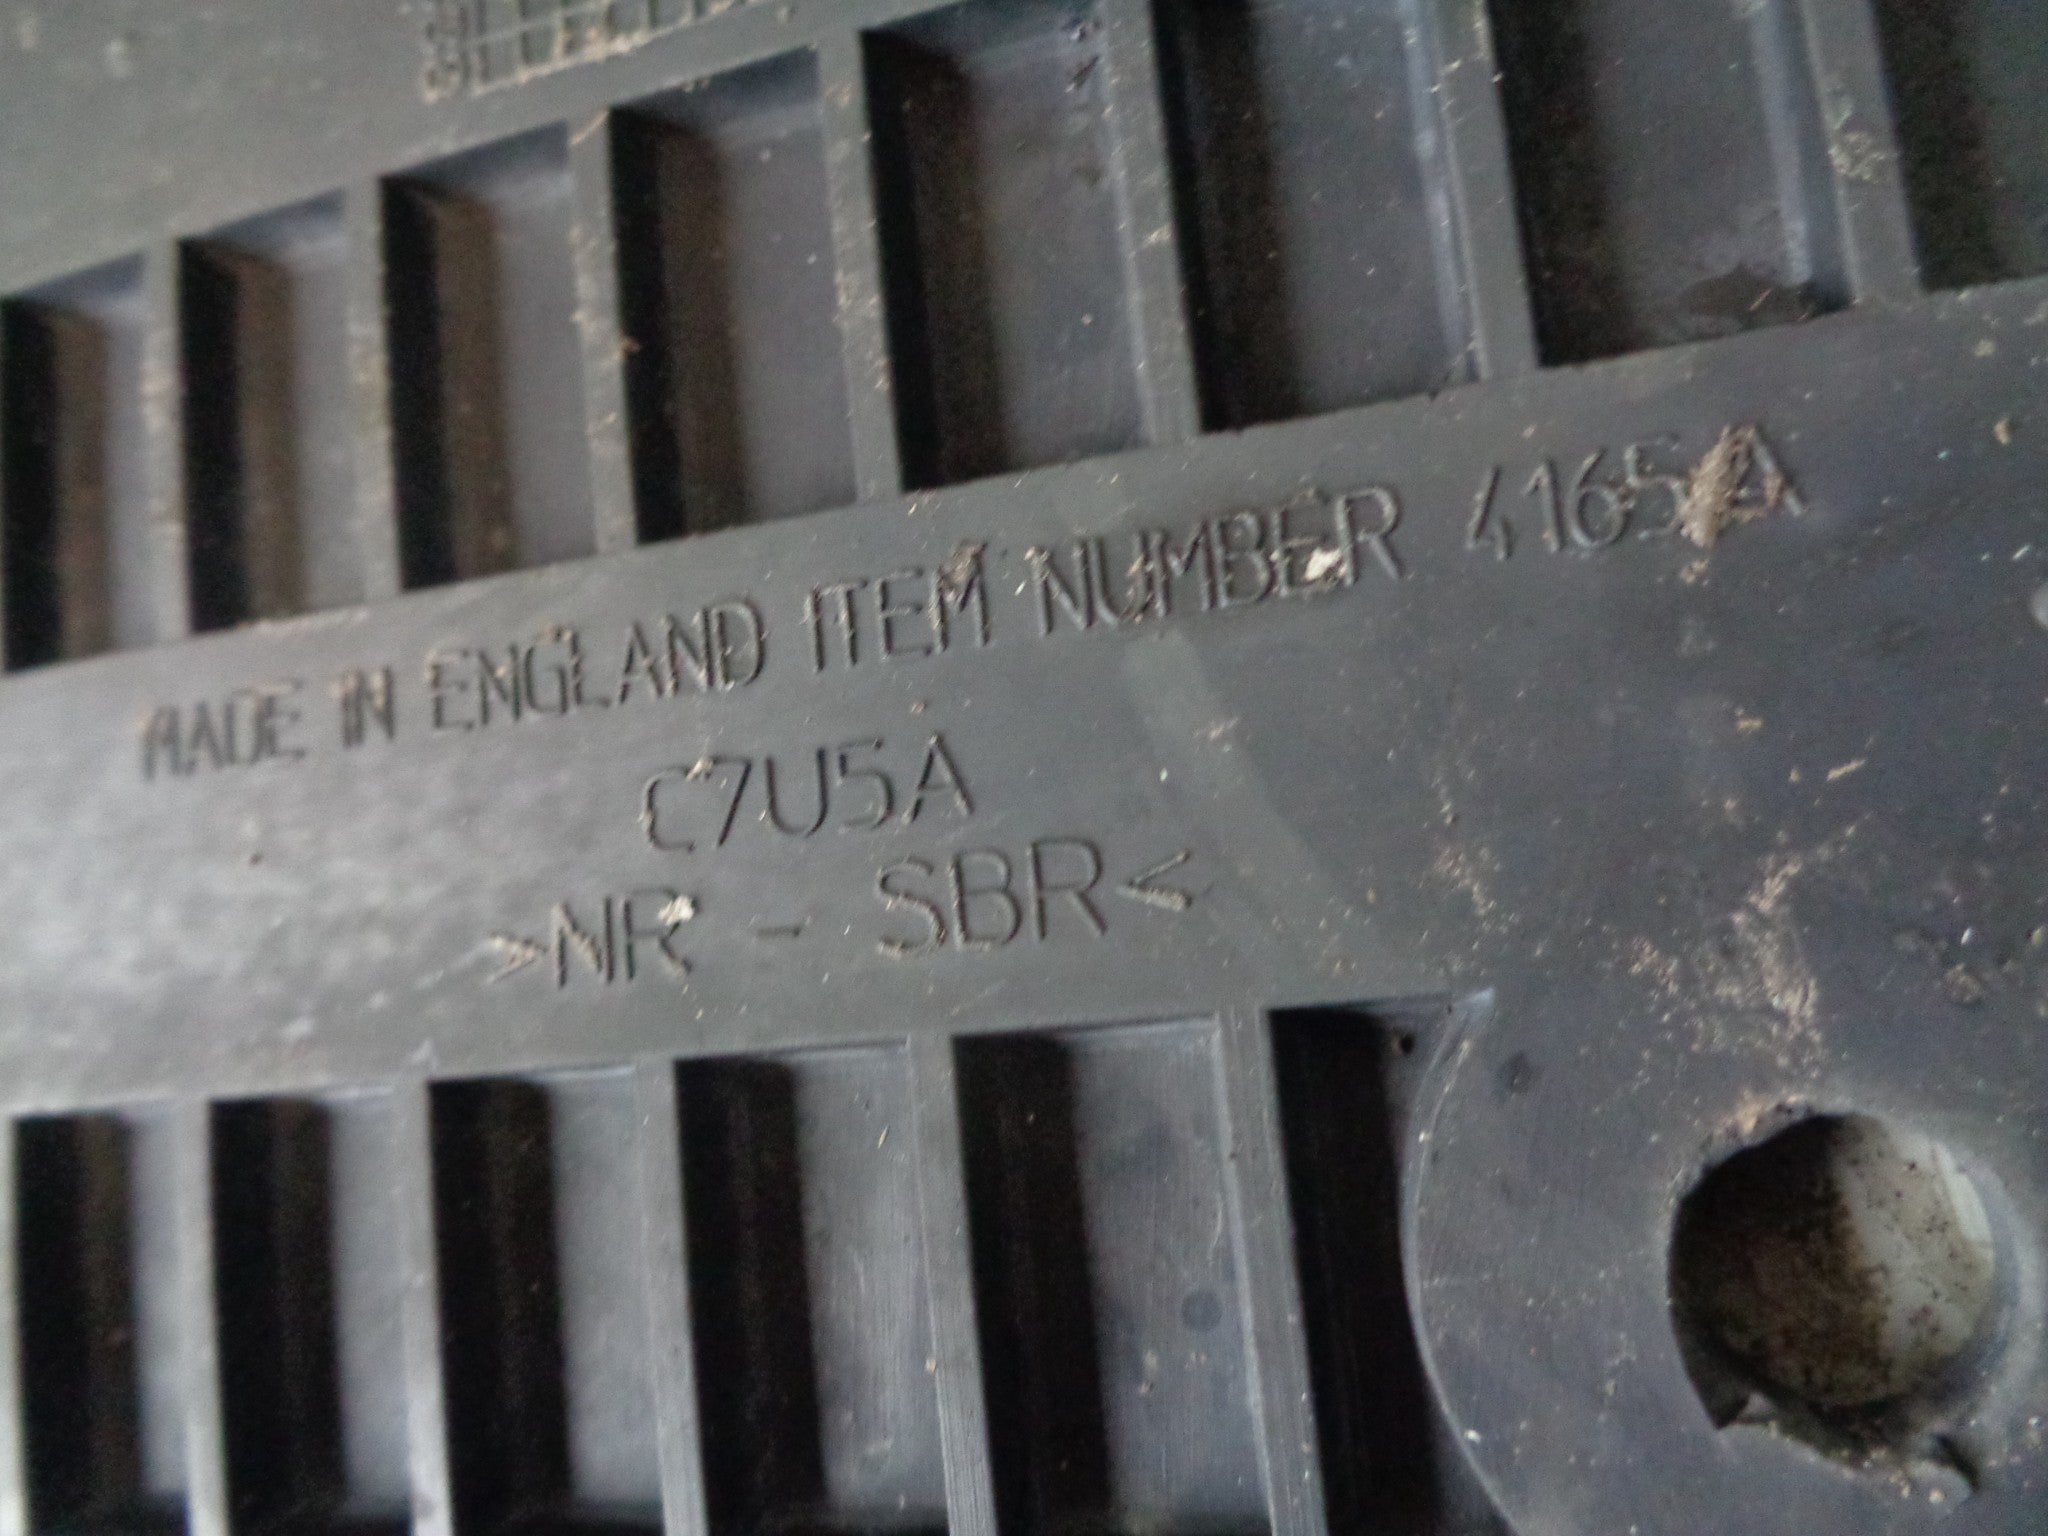 MADE IN ENGLAND ITEM NUMBER 4165A
C7U5A
>NR - SBR<